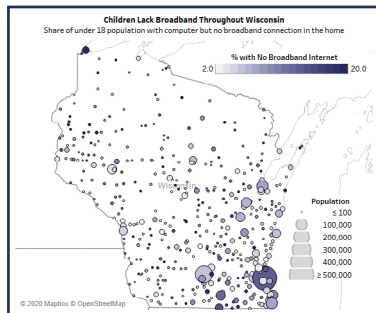 Children Lack Broadband Throughout Wisconsin
Share of under 18 population with computer but no broadband connection in the home
% with No Broadband Internet
2.0 20.0
Wisconsin
Population
≤ 100
100,000
200,000
300,000
400,000
≥ 500,000
© 2020 Mapbox © OpenStreetMap